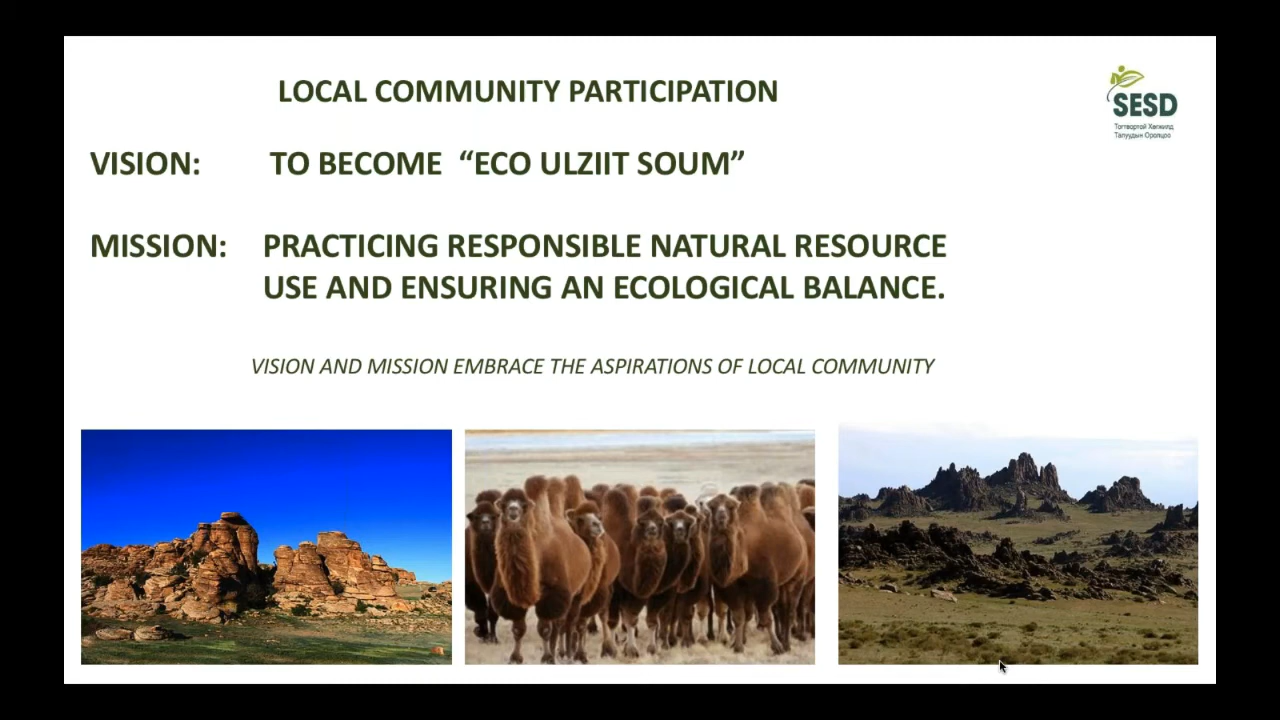 LOCAL COMMUNITY PARTICIPATION
SESD
Тогтвортой Хөгжилд
Талуудын Оролцоо
VISION: TO BECOME “ECO ULZIIT SOUM”
MISSION: PRACTICING RESPONSIBLE NATURAL RESOURCE
USE AND ENSURING AN ECOLOGICAL BALANCE.
VISION AND MISSION EMBRACE THE ASPIRATIONS OF LOCAL COMMUNITY